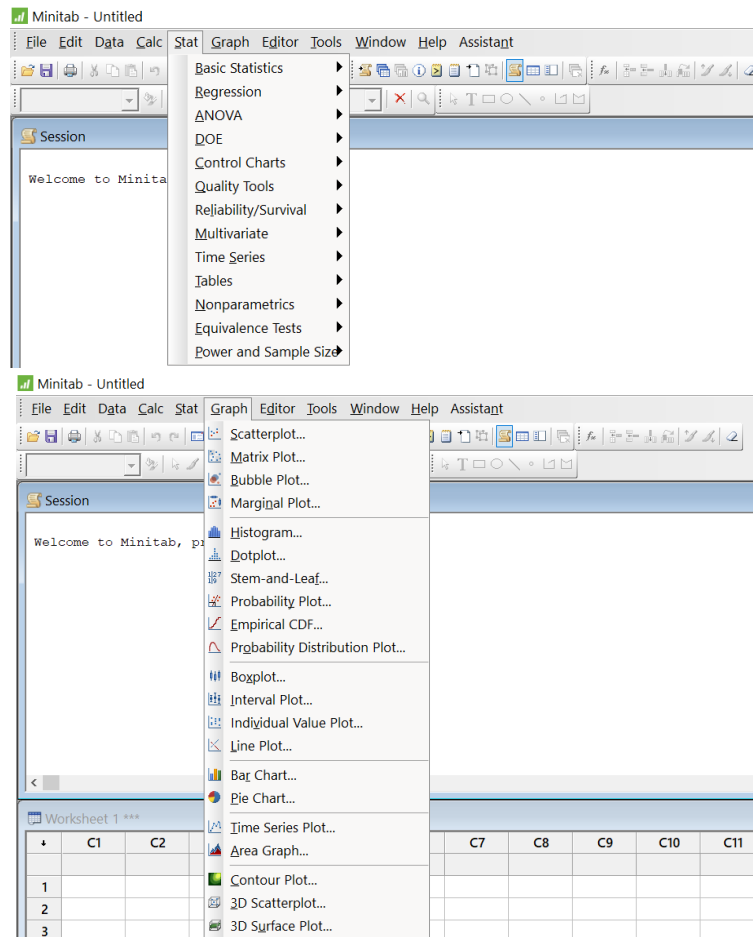 Minitab - Untitled
File Edit Data Calc Stat Graph Editor Tools Window Help Assistant
Basic Statistics
Regression
ANOVA
DOE
Control Charts
Quality Tools
Reliability/Survival
Multivariate
Time Series
Tables
Nonparametrics
Equivalence Tests
Power and Sample Size
Session
Welcome to Minita
Minitab - Untitled
File Edit Data Calc Stat Graph Editor Tools Window Help Assistant
Scatterplot...
Matrix Plot...
Bubble Plot...
Marginal Plot...
Histogram...
Dotplot...
Stem-and-Leaf...
Probability Plot...
Empirical CDF...
Probability Distribution Plot...
Boxplot...
Interval Plot...
Individual Value Plot...
Line Plot...
Bar Chart...
Pie Chart...
Time Series Plot...
Area Graph...
Contour Plot...
3D Scatterplot...
3D Surface Plot...
Session
Welcome to Minitab, pr
Worksheet 1 ***
C1 C2 C7 C8 C9 C10 C11
1
2
3